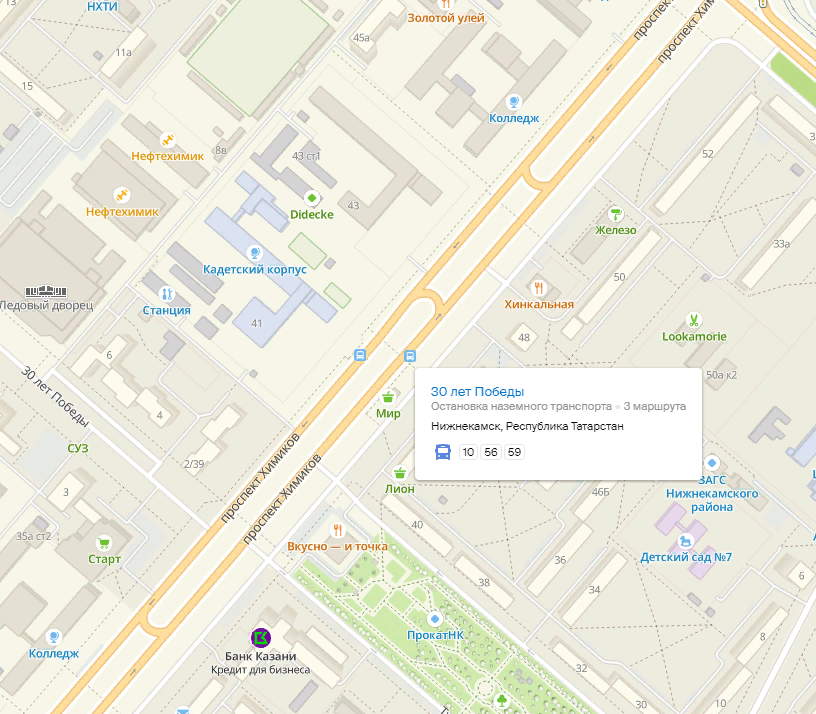 13
НХТИ
11а
15
Золотой улей
45а
проспект Химиков
Колледж
Нефтехимик
8в
43 ст1
43
Didecke
52
33а
Нефтехимик
Железо
50
Кадетский корпус
Ледовый дворец
Станция
41
Хинкальная
48
Lookamorie
50а к2
6
30 лет Победы
4
Мир
30 лет Победы
Остановка наземного транспорта • 3 маршрута
Нижнекамск, Республика Татарстан
10 56 59
СУЗ
2/39
проспект Химиков
проспект Химиков
Лион
3
46Б
ЗАГС
Нижнекамского
района
35а ст2
Старт
Вкусно — и точка
40
36
38
34
Детский сад №7
6
Колледж
Банк Казани
Кредит для бизнеса
ПрокатНК
8
32
30
10